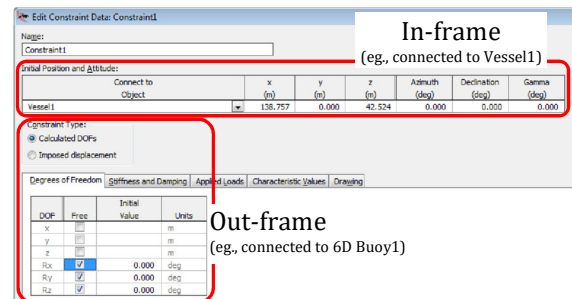 Edit Constraint Data: Constraint1
In-frame
(eg., connected to Vessel1)
Name:
Constraint1
Initial Position and Attitude:
Connect to Object x (m) y (m) z (m) Azimuth (deg) Declination (deg) Gamma (deg)
Vessel1 138.757 0.000 42.524 0.000 0.000 0.000
Constraint Type:
Calculated DOFs
Imposed displacement
Degrees of Freedom Stiffness and Damping Applied Loads Characteristic Values Drawing
DOF Free Initial Value Units
x m
y m
z m
Rx 0.000 deg
Ry 0.000 deg
Rz 0.000 deg
Out-frame
(eg., connected to 6D Buoy1)